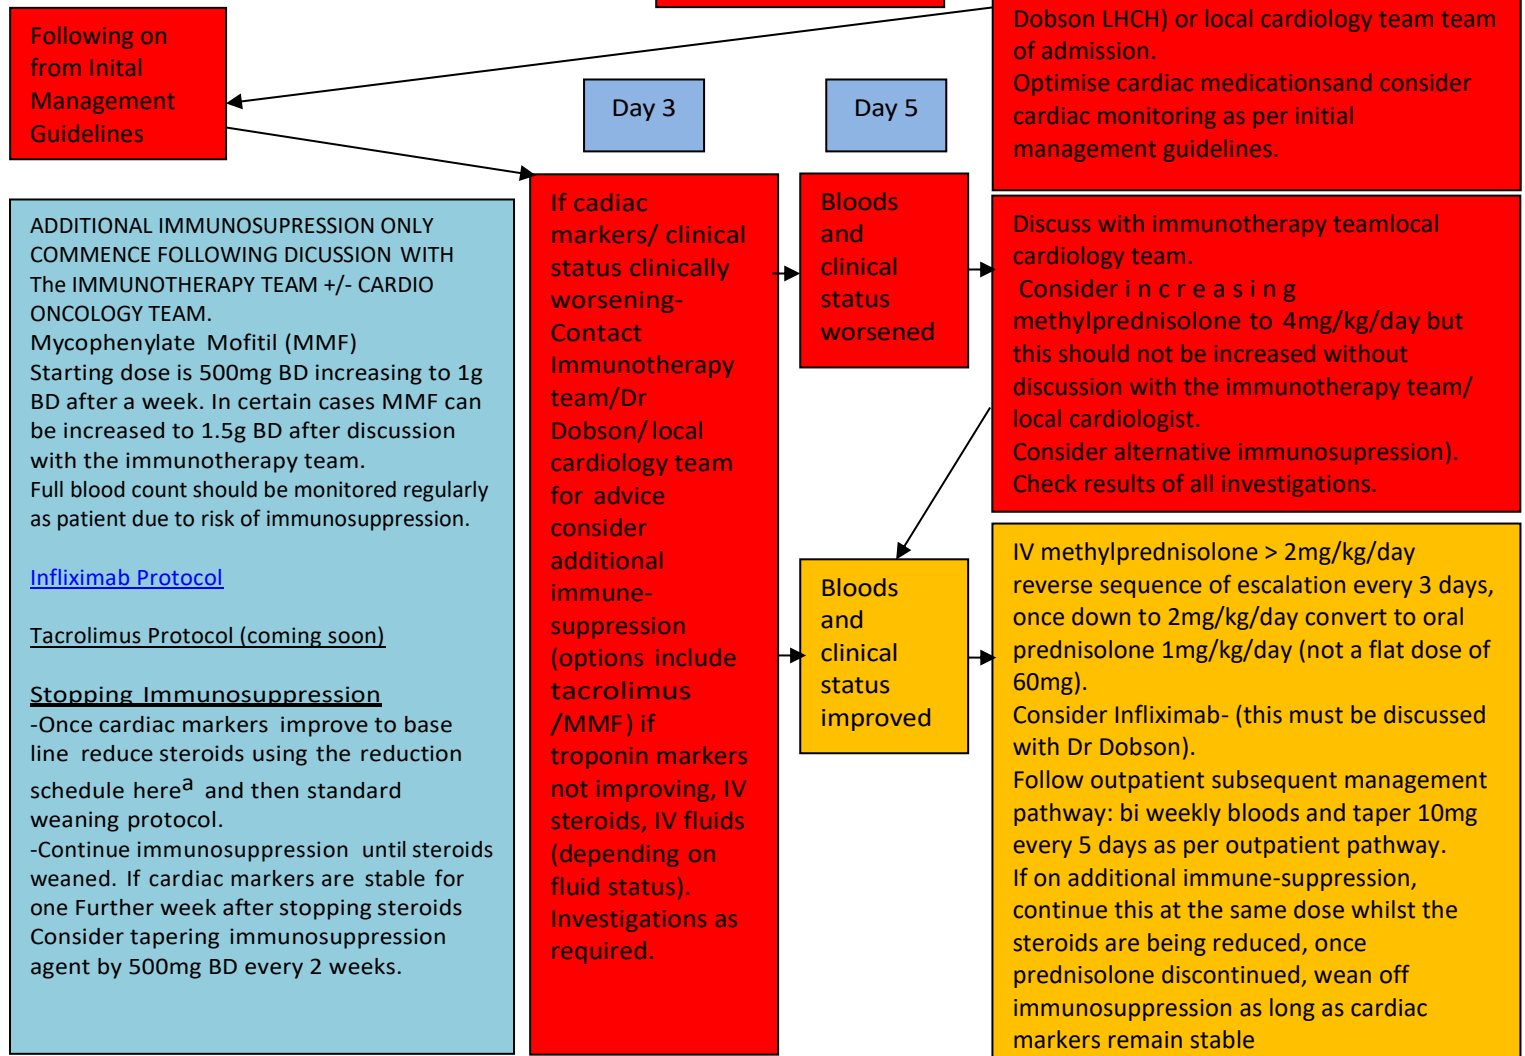 Dobson LHCH) or local cardiology team team
of admission.
Optimise cardiac medicationsand consider
cardiac monitoring as per initial
management guidelines.
Following on
from Inital
Management
Guidelines
Day 3
Day 5
ADDITIONAL IMMUNOSUPRESSION ONLY
COMMENCE FOLLOWING DICUSSION WITH
The IMMUNOTHERAPY TEAM +/- CARDIO
ONCOLOGY TEAM.
Mycophenylate Mofitil (MMF)
Starting dose is 500mg BD increasing to 1g
BD after a week. In certain cases MMF can
be increased to 1.5g BD after discussion
with the immunotherapy team.
Full blood count should be monitored regularly
as patient due to risk of immunosuppression.
Infliximab Protocol
Tacrolimus Protocol (coming soon)
Stopping Immunosuppression
-Once cardiac markers improve to base
line reduce steroids using the reduction
schedule here^a and then standard
weaning protocol.
-Continue immunosuppression until steroids
weaned. If cardiac markers are stable for
one Further week after stopping steroids
Consider tapering immunosuppression
agent by 500mg BD every 2 weeks.
If cadiac
markers/ clinical
status clinically
worsening-
Contact
Immunotherapy
team/Dr
Dobson/ local
cardiology team
for advice
consider
additional
immune-
suppression
(options include
tacrolimus
/MMF) if
troponin markers
not improving, IV
steroids, IV fluids
(depending on
fluid status).
Investigations as
required.
Bloods
and
clinical
status
worsened
Discuss with immunotherapy teamlocal
cardiology team.
Consider i n c r e a s i n g
methylprednisolone to 4mg/kg/day but
this should not be increased without
discussion with the immunotherapy team/
local cardiologist.
Consider alternative immunosupression).
Check results of all investigations.
Bloods
and
clinical
status
improved
IV methylprednisolone > 2mg/kg/day
reverse sequence of escalation every 3 days,
once down to 2mg/kg/day convert to oral
prednisolone 1mg/kg/day (not a flat dose of
60mg).
Consider Infliximab- (this must be discussed
with Dr Dobson).
Follow outpatient subsequent management
pathway: bi weekly bloods and taper 10mg
every 5 days as per outpatient pathway.
If on additional immune-suppression,
continue this at the same dose whilst the
steroids are being reduced, once
prednisolone discontinued, wean off
immunosuppression as long as cardiac
markers remain stable